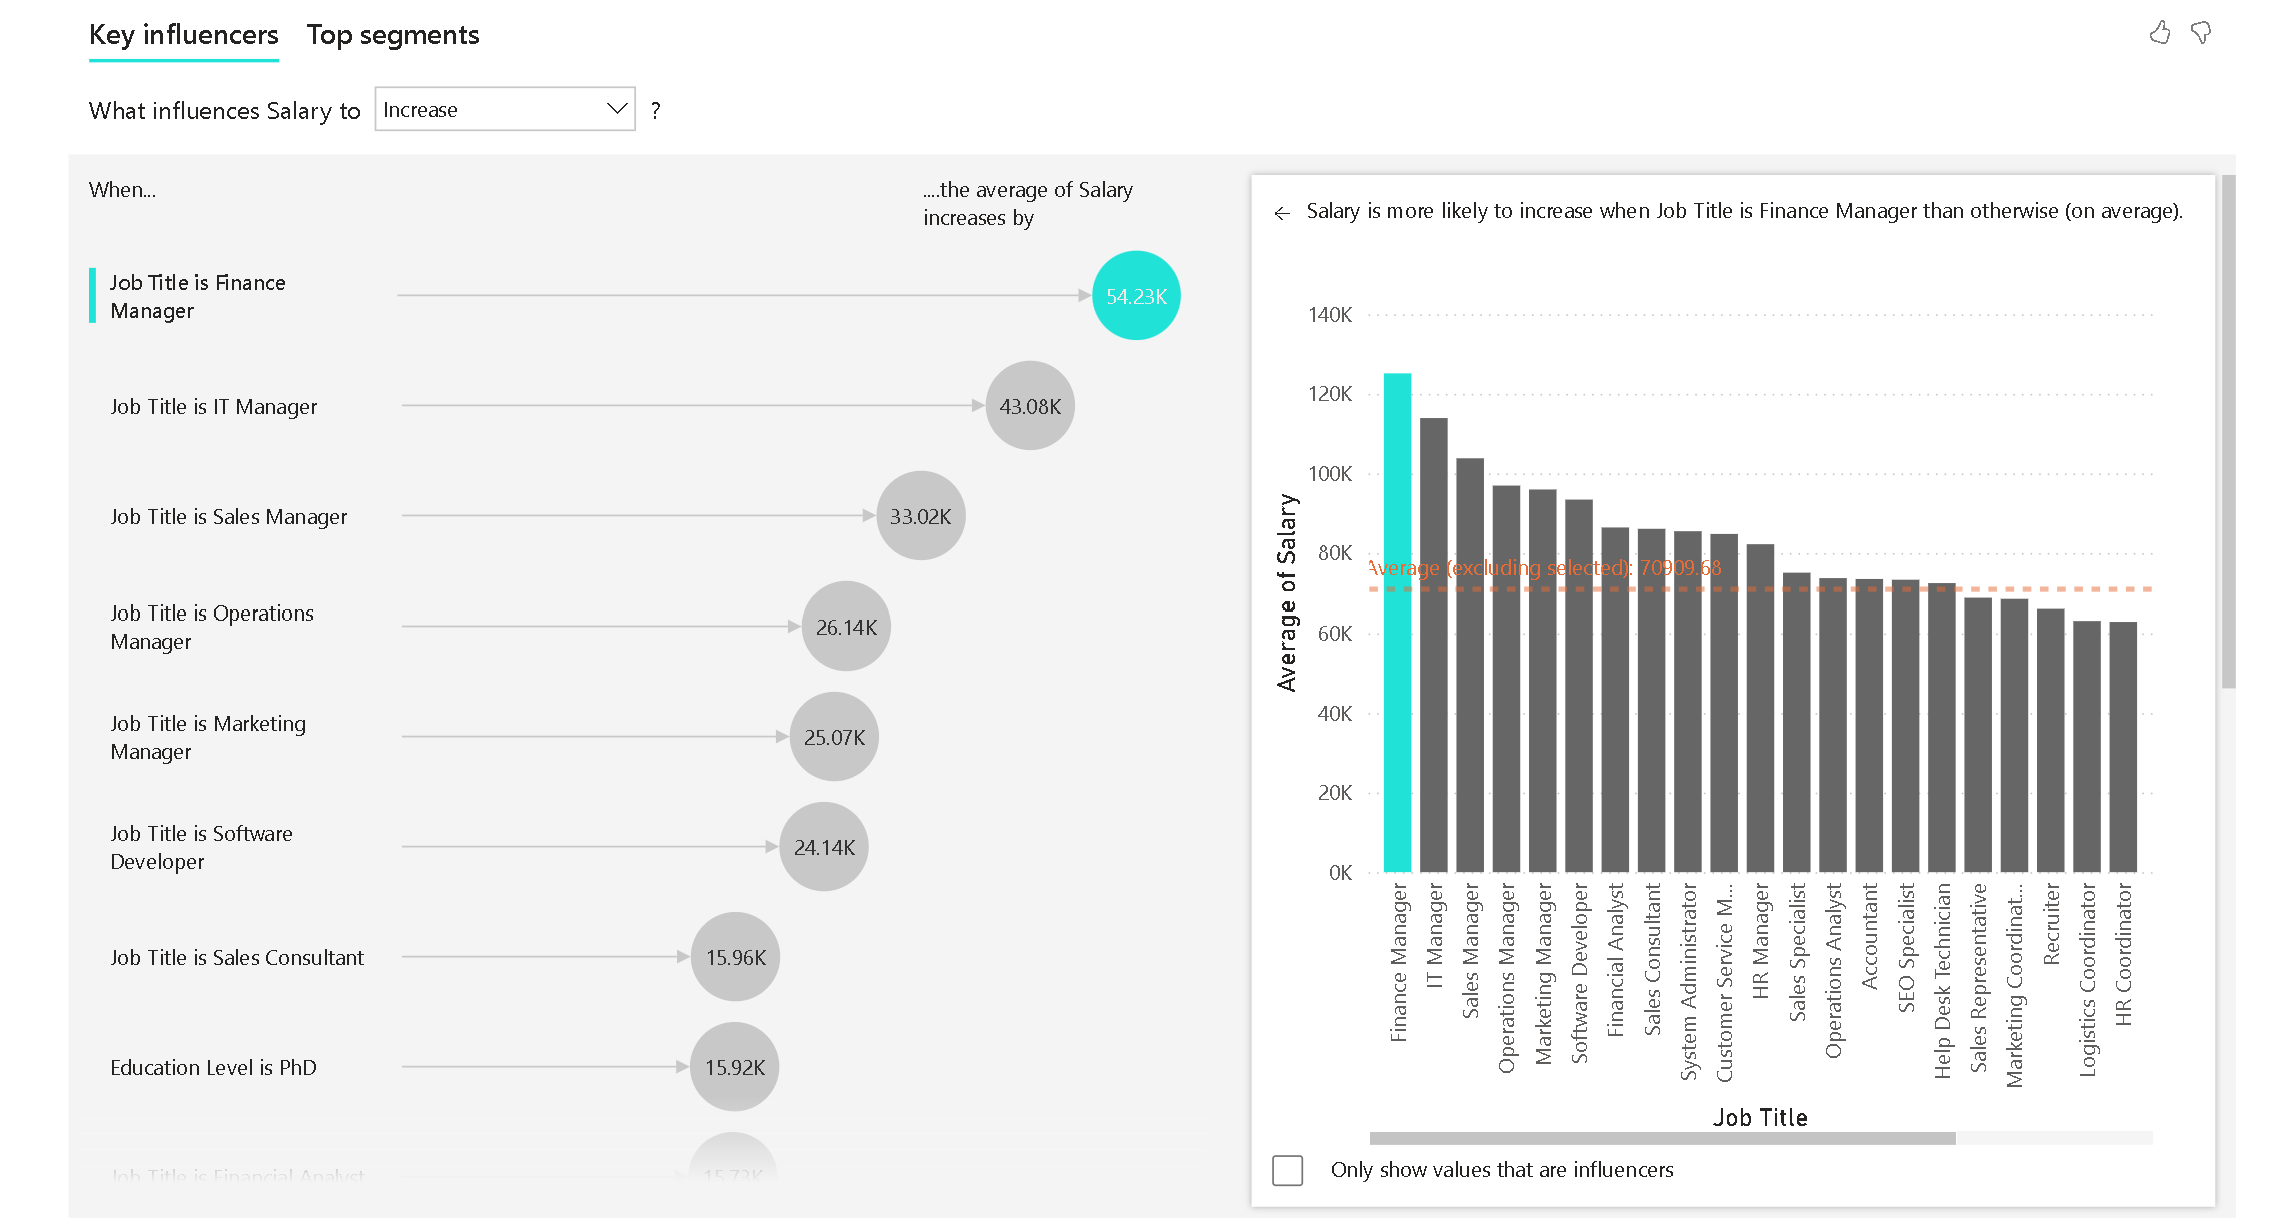 Key influencers Top segments
What influences Salary to Increase ?
When...
....the average of Salary
increases by
Job Title is Finance
Manager
54.23K
Job Title is IT Manager
43.08K
Job Title is Sales Manager
33.02K
Job Title is Operations
Manager
26.14K
Job Title is Marketing
Manager
25.07K
Job Title is Software
Developer
24.14K
Job Title is Sales Consultant
15.96K
Education Level is PhD
15.92K
Job Title is Financial Analyst
15.73K
Salary is more likely to increase when Job Title is Finance Manager than otherwise (on average).
140K
120K
100K
80K
60K
40K
20K
0K
Average of Salary
Average (excluding selected): 70909.68
Finance Manager
IT Manager
Sales Manager
Operations Manager
Marketing Manager
Software Developer
Financial Analyst
Sales Consultant
System Administrator
Customer Service M...
HR Manager
Sales Specialist
Operations Analyst
Accountant
SEO Specialist
Help Desk Technician
Sales Representative
Marketing Coordinat...
Recruiter
Logistics Coordinator
HR Coordinator
Job Title
Only show values that are influencers